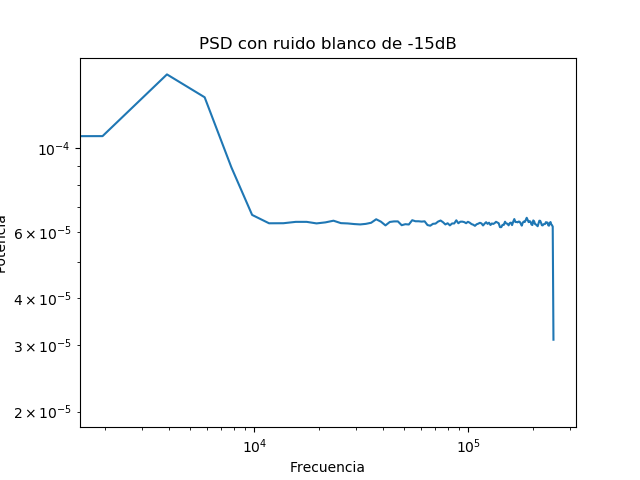 PSD con ruido blanco de -15dB
10⁻⁴
6 × 10⁻⁵
4 × 10⁻⁵
3 × 10⁻⁵
2 × 10⁻⁵
10⁴
10⁵
Frecuencia